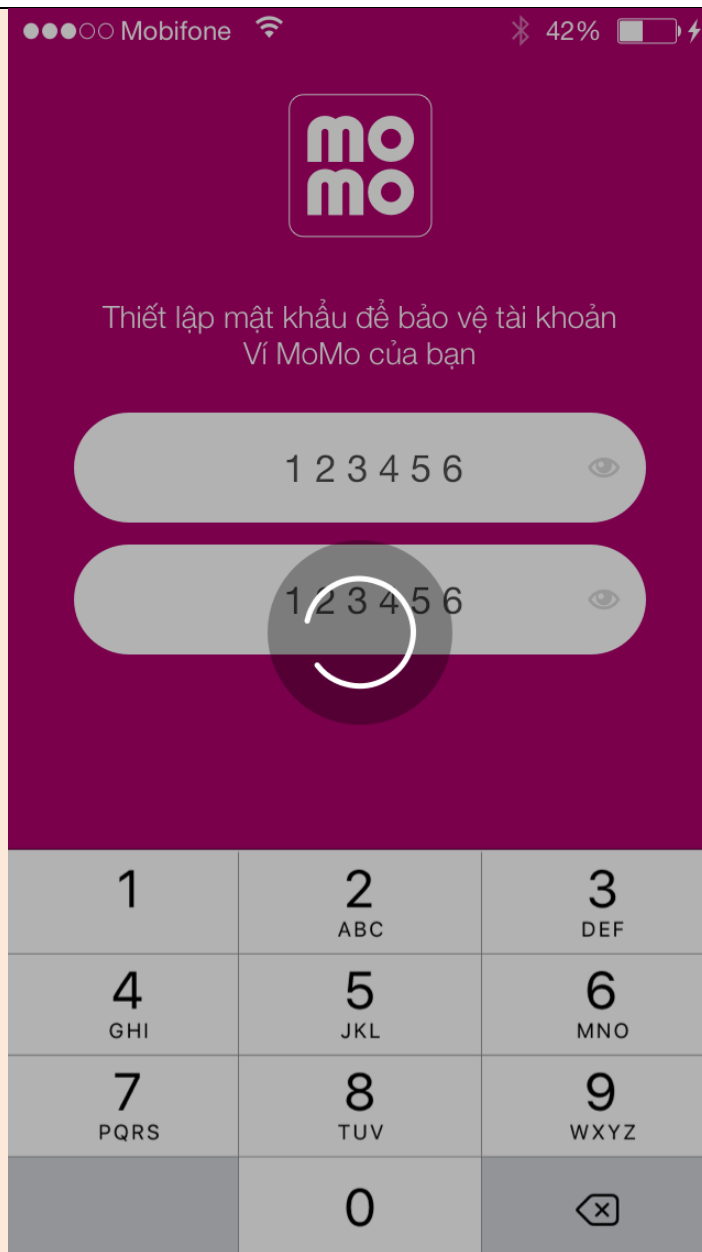 Mobifone 42%
mo
mo
Thiết lập mật khẩu để bảo vệ tài khoản
Ví MoMo của bạn
1 2 3 4 5 6
1 2 3 4 5 6
1 2 3
ABC DEF
4 5 6
GHI JKL MNO
7 8 9
PQRS TUV WXYZ
0